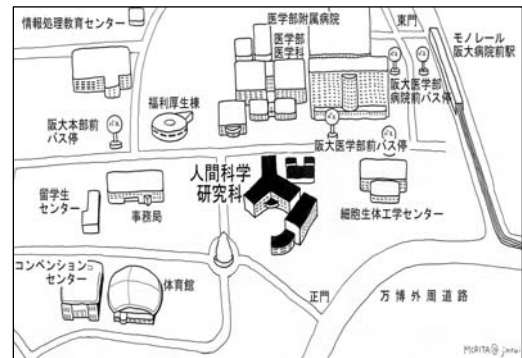 情報処理教育センター
医学部附属病院
医学部
医学科
東門
モノレール
阪大病院前駅
阪大医学部
病院前バス停
福利厚生棟
阪大本部前
バス停
阪大医学部前バス停
人間科学
研究科
留学生
センター
事務局
細胞生体工学センター
コンベンション
センター
体育館
正門
万博外周道路